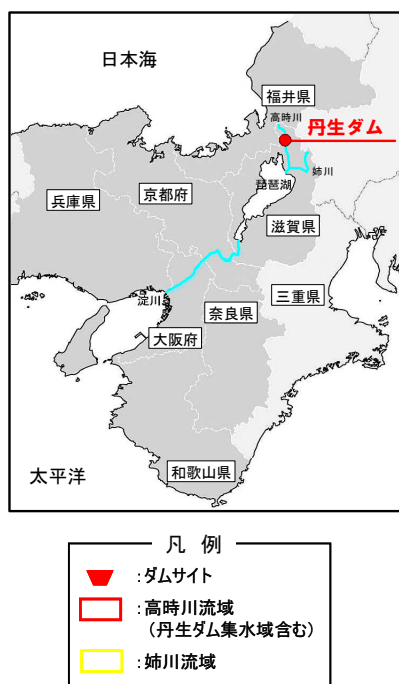 日本海
福井県
高時川
丹生ダム
姉川
琵琶湖
京都府
兵庫県
滋賀県
三重県
淀川
奈良県
大阪府
和歌山県
太平洋
凡 例
:ダムサイト
:高時川流域
(丹生ダム集水域含む)
:姉川流域